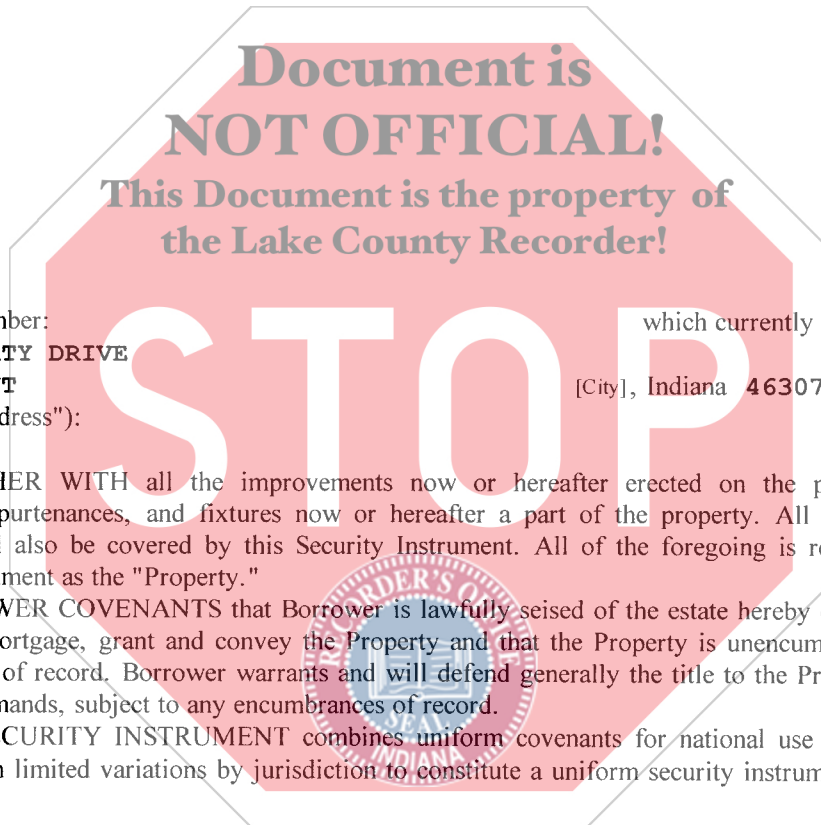 Document is
NOT OFFICIAL!
This Document is the property of
the Lake County Recorder!
STOP
nber: which currently
TY DRIVE
T [City], Indiana 46307
dress"):
HER WITH all the improvements now or hereafter erected on the p
purtenances, and fixtures now or hereafter a part of the property. All
l also be covered by this Security Instrument. All of the foregoing is r
ment as the "Property."
WER COVENANTS that Borrower is lawfully seised of the estate hereby
ortgage, grant and convey the Property and that the Property is unencum
of record. Borrower warrants and will defend generally the title to the Pr
mands, subject to any encumbrances of record.
CURITY INSTRUMENT combines uniform covenants for national use
h limited variations by jurisdiction to constitute a uniform security instrum
RECORDER'S OFFICE
SEAL
INDIANA